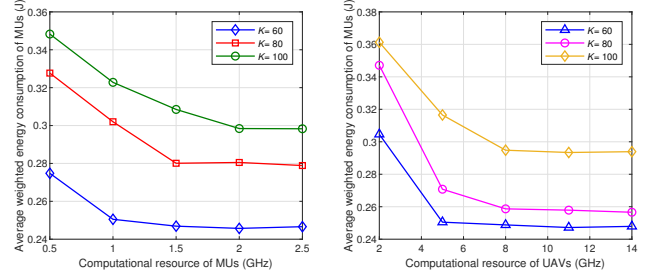 Average weighted energy consumption of MUs (J)
0.36
0.34
0.32
0.3
0.28
0.26
0.24
0.5
1
1.5
2
2.5
Computational resource of MUs (GHz)
K= 60
K= 80
K= 100
Average weighted energy consumption of MUs (J)
0.38
0.36
0.34
0.32
0.3
0.28
0.26
0.24
2
4
6
8
10
12
14
Computational resource of UAVs (GHz)
K= 60
K= 80
K= 100